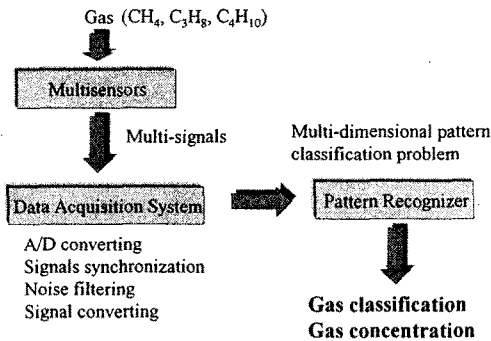 Gas (CH₄, C₃H₈, C₄H₁₀)
Multisensors
Multi-signals
Data Acquisition System
A/D converting
Signals synchronization
Noise filtering
Signal converting
Multi-dimensional pattern
classification problem
Pattern Recognizer
Gas classification
Gas concentration